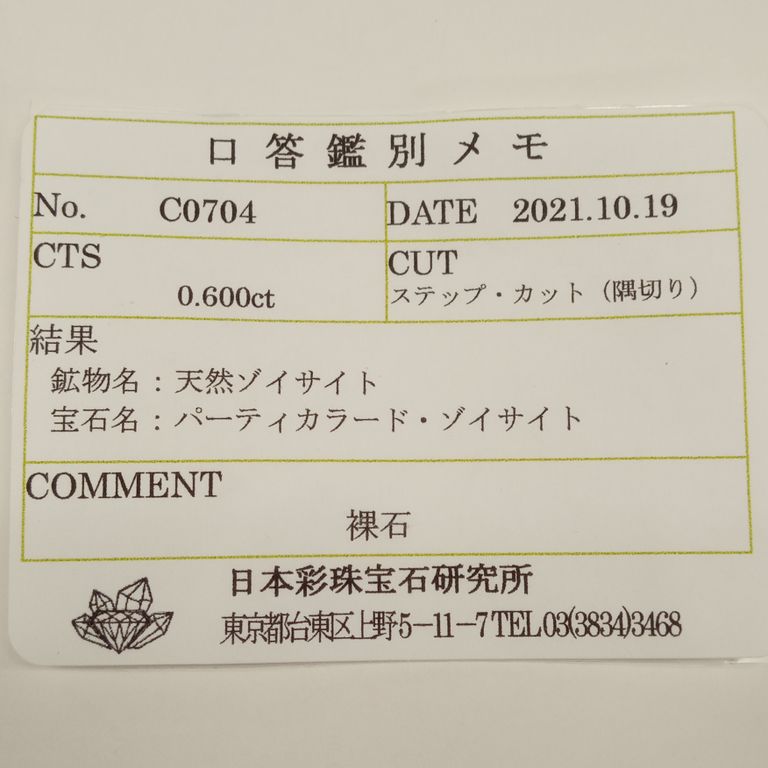 口答鑑別メモ
No. C0704 DATE 2021.10.19
CTS 0.600ct CUT
ステップ・カット（隅切り）
結果
鉱物名：天然ゾイサイト
宝石名：パーティカラード・ゾイサイト
COMMENT
裸石
日本彩珠宝石研究所
東京都台東区上野5－11－7 TEL03(3834)3468